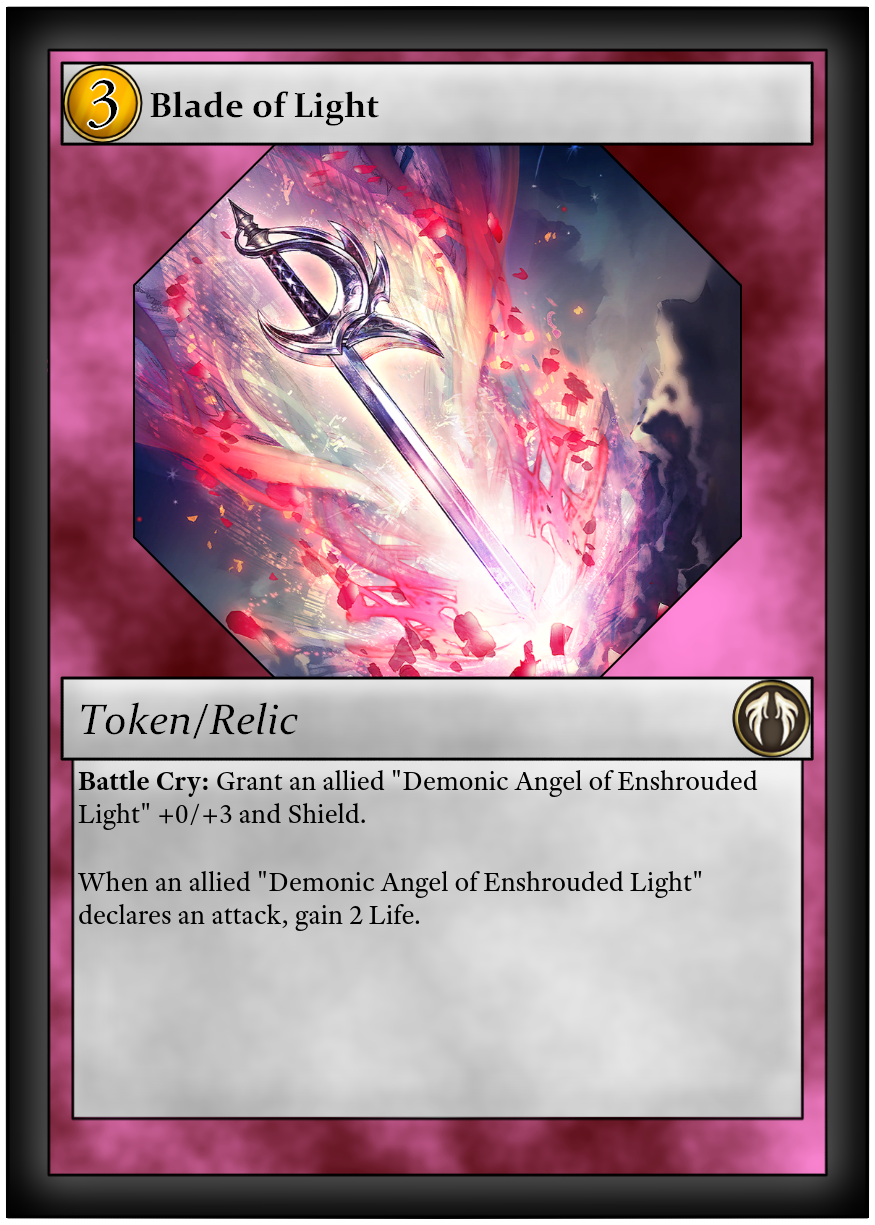 3 Blade of Light
Token/Relic
Battle Cry: Grant an allied "Demonic Angel of Enshrouded
Light" +0/+3 and Shield.
When an allied "Demonic Angel of Enshrouded Light"
declares an attack, gain 2 Life.